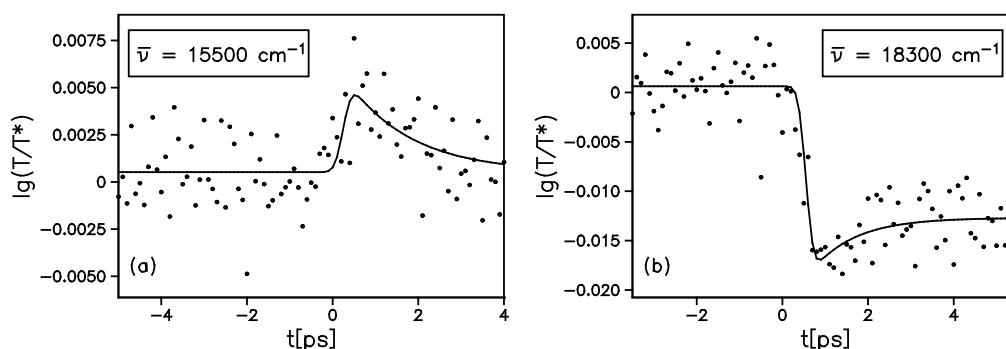 0.0075
0.0050
0.0025
0
−0.0025
−0.0050
lg(T/T*)
ν̅ = 15500 cm⁻¹
(a)
−4 −2 0 2 4
t[ps]
0.005
0
−0.005
−0.010
−0.015
−0.020
lg(T/T*)
ν̅ = 18300 cm⁻¹
(b)
−2 0 2 4
t[ps]